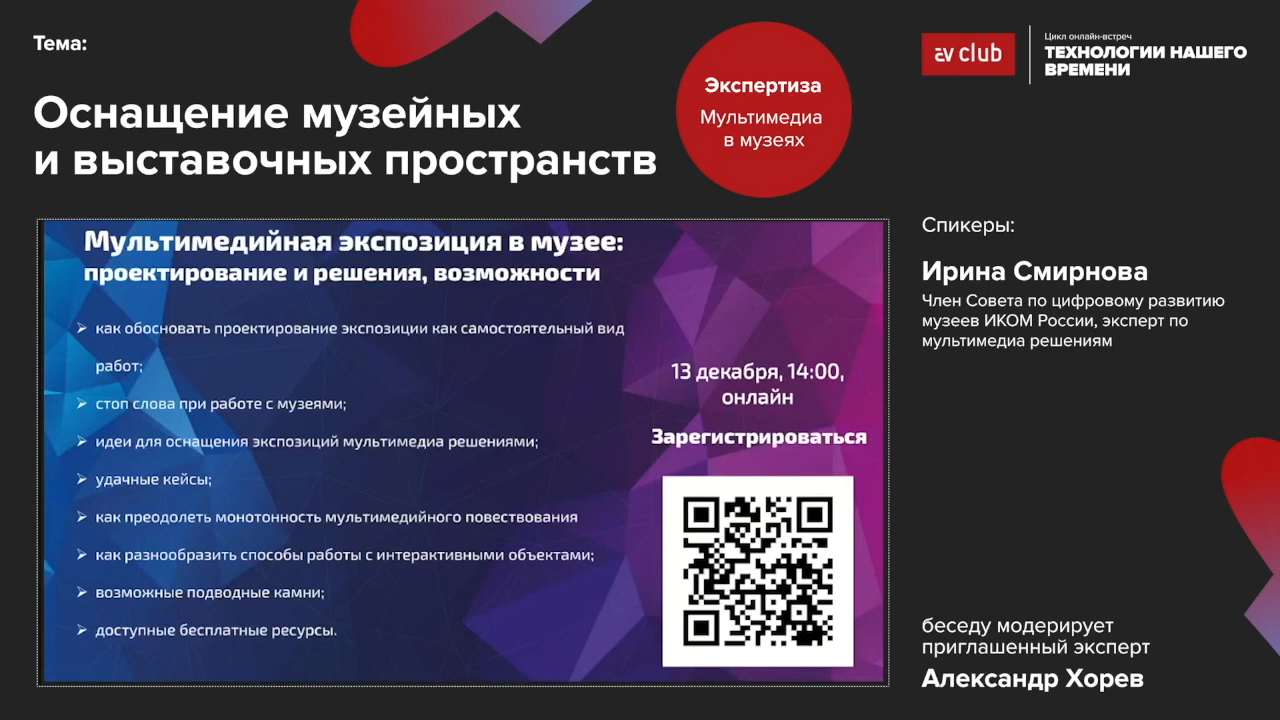 Тема:
Оснащение музейных
и выставочных пространств
Экспертиза
Мультимедиа
в музеях
av club
Цикл онлайн-встреч
ТЕХНОЛОГИИ НАШЕГО
ВРЕМЕНИ
Мультимедийная экспозиция в музее:
проектирование и решения, возможности
➢ как обосновать проектирование экспозиции как самостоятельный вид
работ;
➢ стоп слова при работе с музеями;
➢ идеи для оснащения экспозиций мультимедиа решениями;
➢ удачные кейсы;
➢ как преодолеть монотонность мультимедийного повествования
➢ как разнообразить способы работы с интерактивными объектами;
➢ возможные подводные камни;
➢ доступные бесплатные ресурсы.
13 декабря, 14:00,
онлайн
Зарегистрироваться
Спикеры:
Ирина Смирнова
Член Совета по цифровому развитию
музеев ИКОМ России, эксперт по
мультимедиа решениям
беседу модерирует
приглашенный эксперт
Александр Хорев